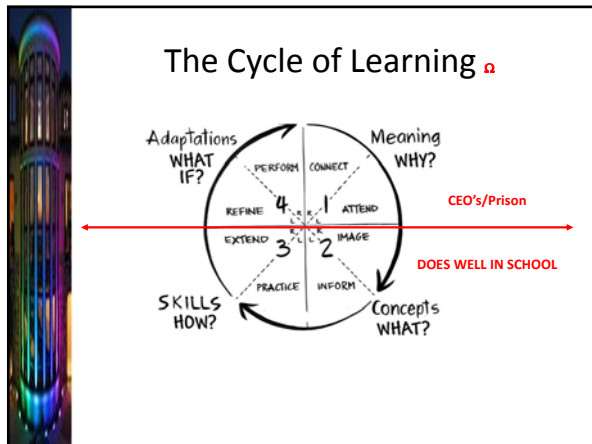 The Cycle of Learning Ω
Adaptations
WHAT
IF?
Meaning
WHY?
PERFORM
CONNECT
4
1
REFINE
ATTEND
CEO's/Prison
R
R
L
L
R
R
L
L
EXTEND
IMAGE
3
2
DOES WELL IN SCHOOL
PRACTICE
INFORM
SKILLS
HOW?
Concepts
WHAT?